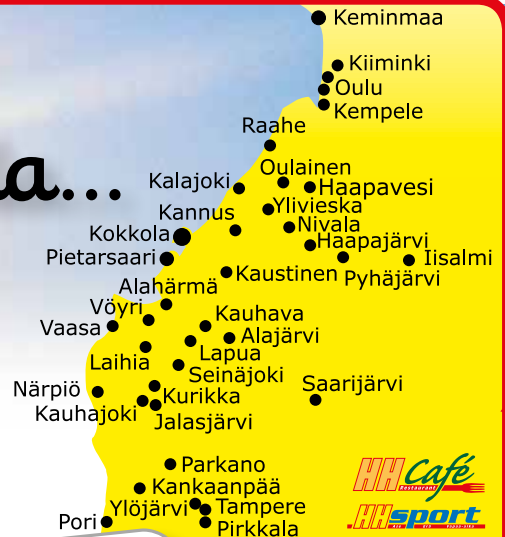 Keminmaa
Kiiminki
Oulu
Kempele
Raahe
Oulainen
Kalajoki
Haapavesi
Kannus
Ylivieska
Nivala
Kokkola
Haapajärvi
Pietarsaari
Iisalmi
Kaustinen
Pyhäjärvi
Alahärmä
Vöyri
Kauhava
Vaasa
Alajärvi
Lapua
Laihia
Seinäjoki
Saarijärvi
Närpiö
Kurikka
Kauhajoki
Jalasjärvi
Parkano
HH Café
Restaurant
Kankaanpää
Ylöjärvi
Tampere
HHsport
Pori
Pirkkala
a...